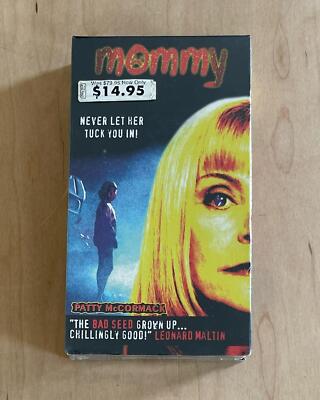 mommy
Was $79.95 Now Only
$14.95
NEVER LET HER
TUCK YOU IN!
PATTY McCORMACK
"THE BAD SEED GROWN UP...
CHILLINGLY GOOD!" LEONARD MALTIN